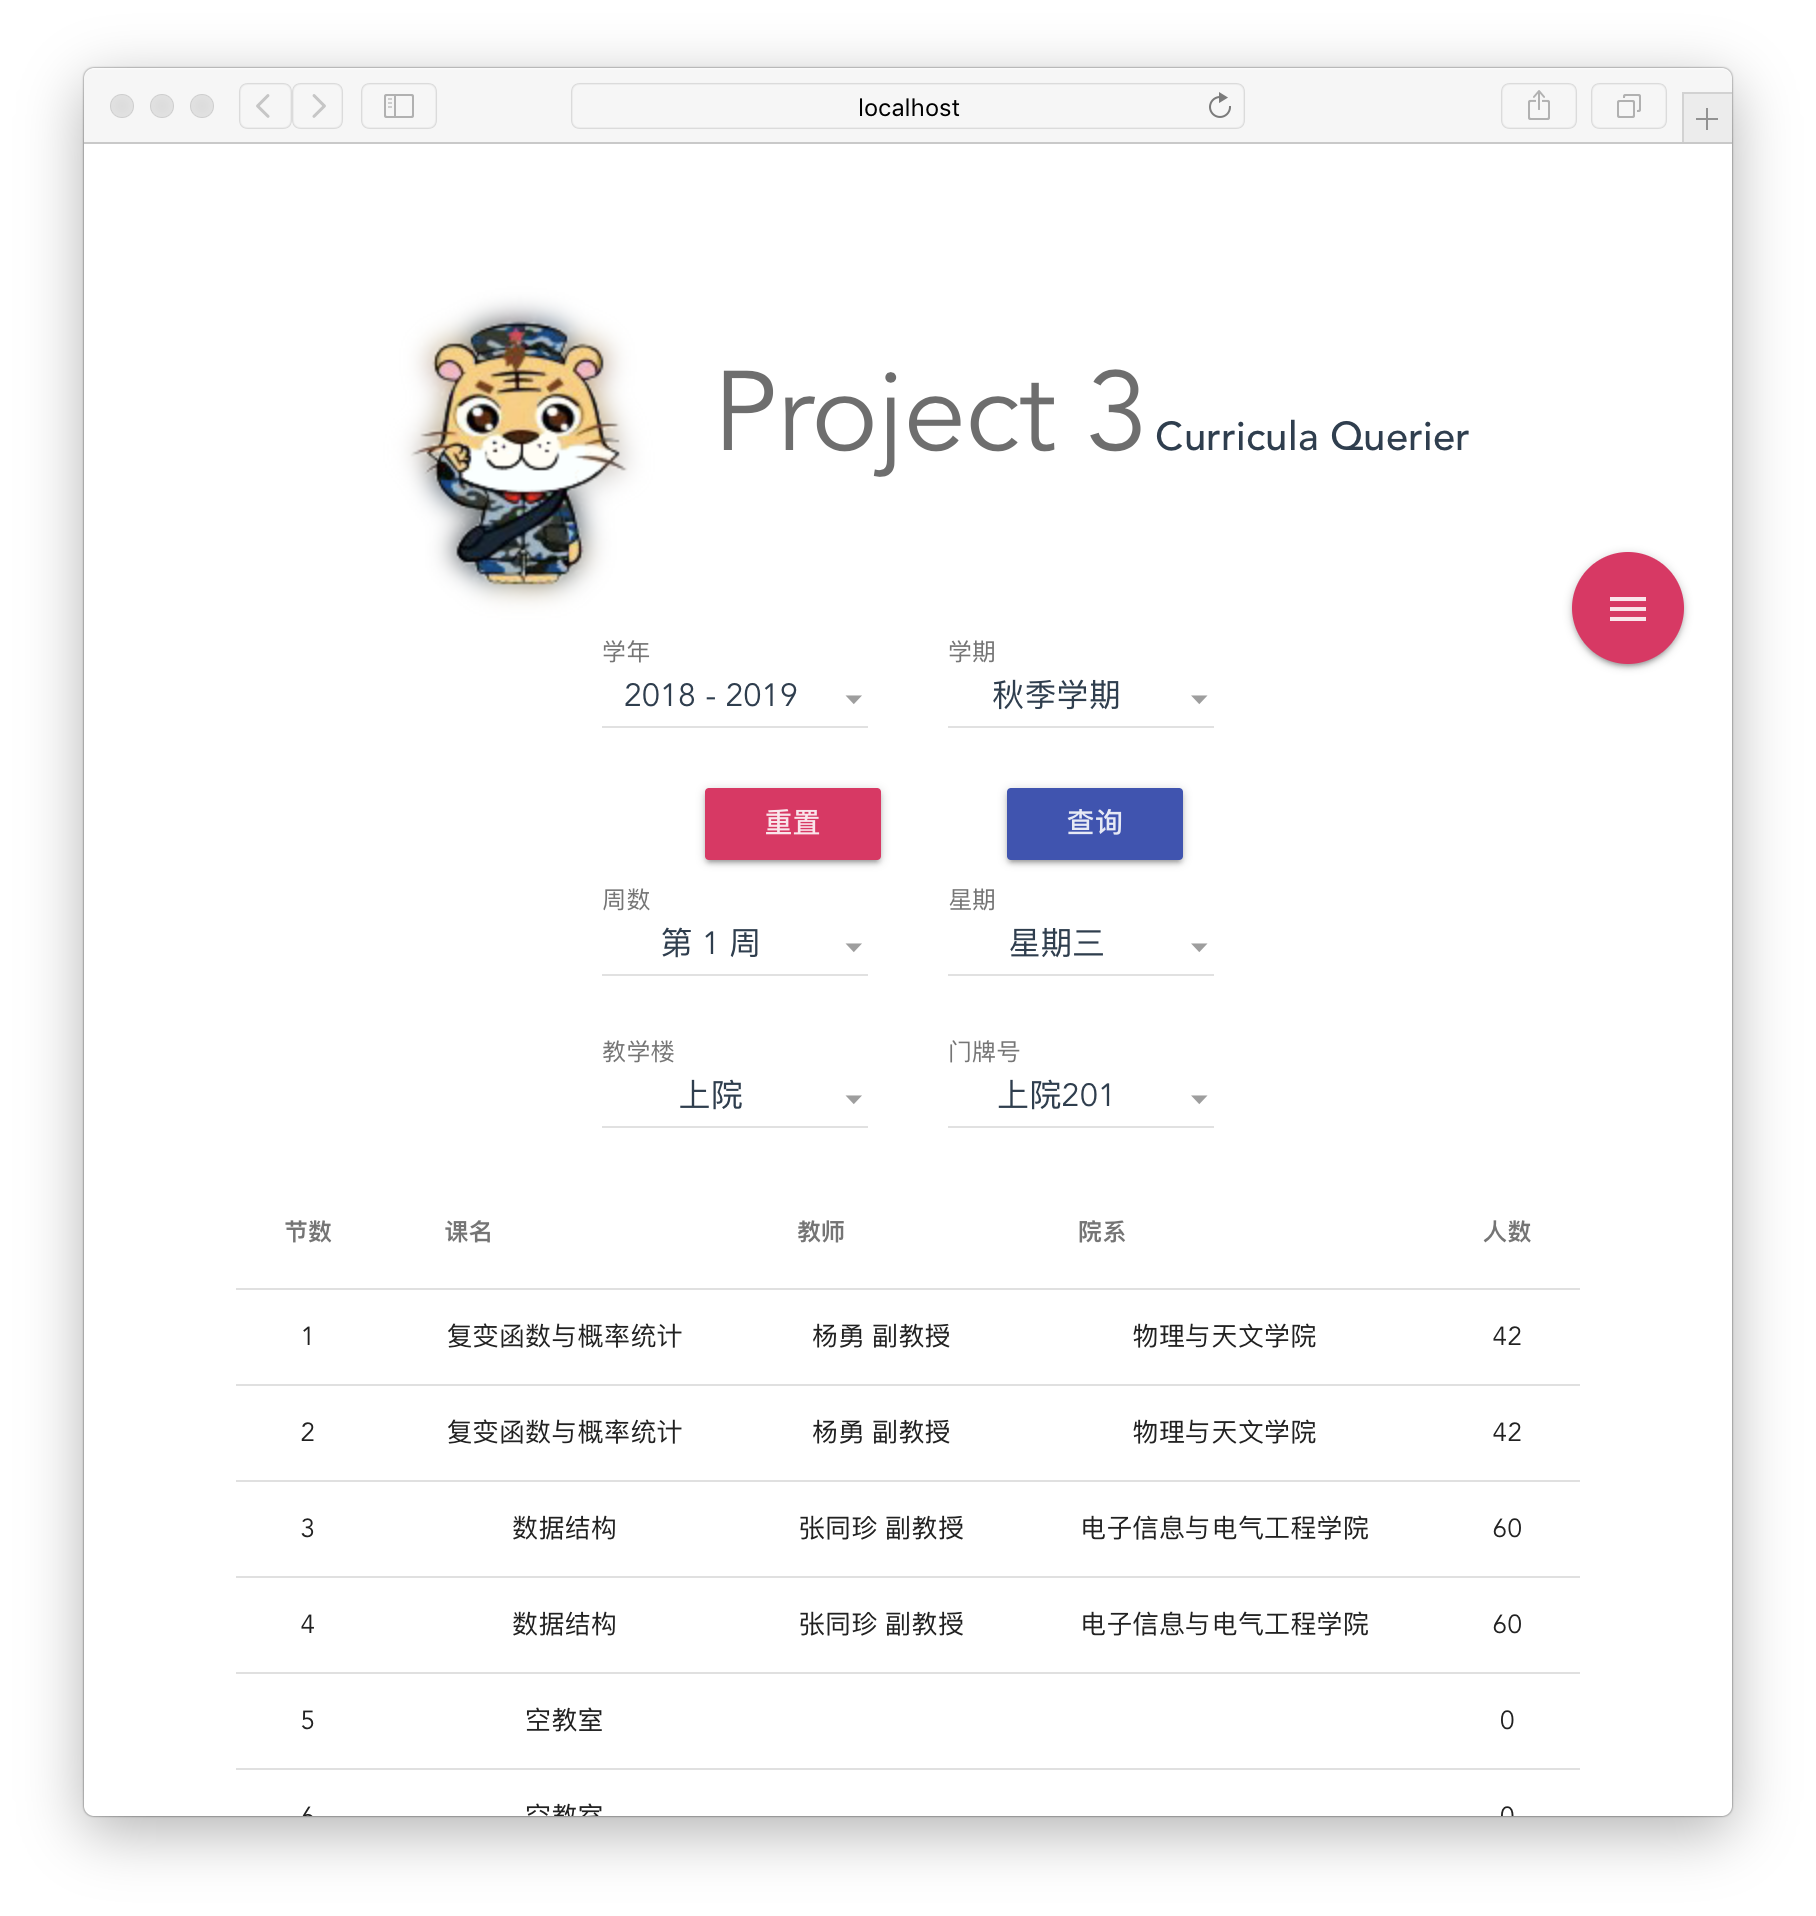 localhost
Project 3 Curricula Querier
学年 学期
2018 - 2019 秋季学期
重置 查询
周数 星期
第 1 周 星期三
教学楼 门牌号
上院 上院201
节数 课名 教师 院系 人数
1 复变函数与概率统计 杨勇 副教授 物理与天文学院 42
2 复变函数与概率统计 杨勇 副教授 物理与天文学院 42
3 数据结构 张同珍 副教授 电子信息与电气工程学院 60
4 数据结构 张同珍 副教授 电子信息与电气工程学院 60
5 空教室 0
6 空教室 0